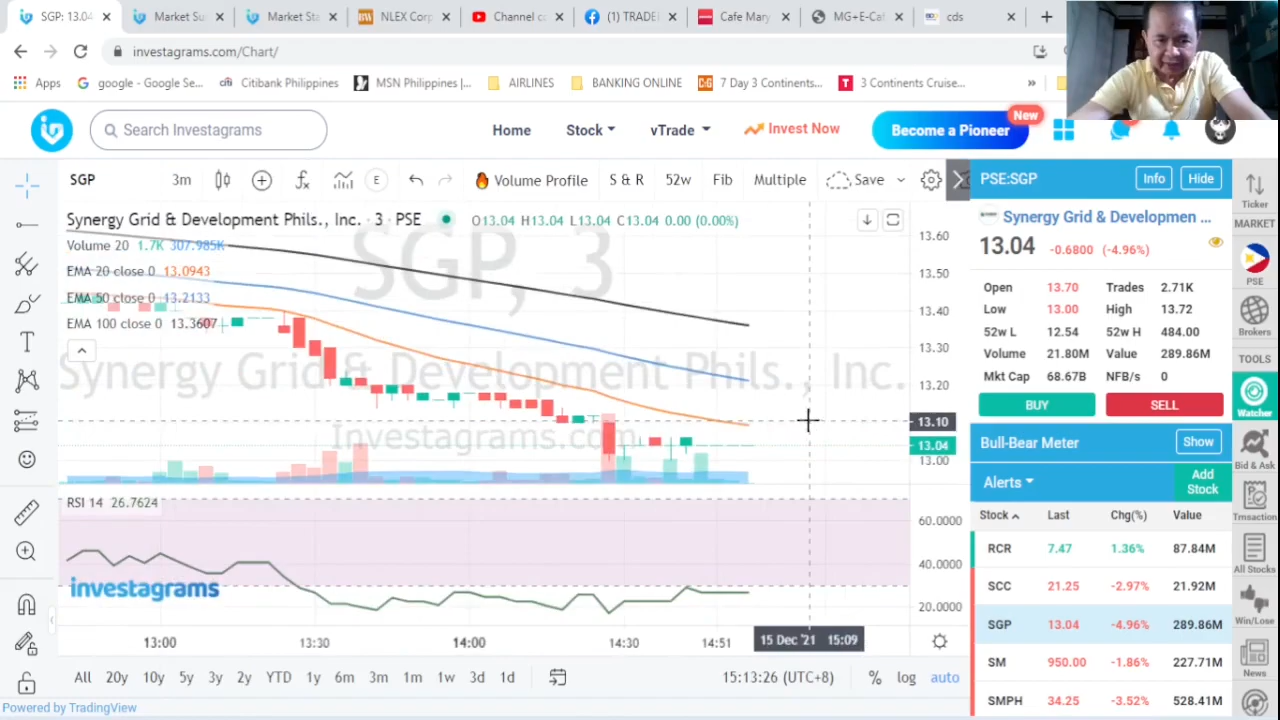 SGP: 13.04
Market Su
Market Sta
NLEX Corp
Channel co
(1) TRADE
Cafe Mary
MG+E-Caf
cds
investagrams.com/Chart/
Apps
google - Google Se...
Citibank Philippines
MSN Philippines |...
AIRLINES
BANKING ONLINE
7 Day 3 Continents...
3 Continents Cruise...
Search Investagrams
Home
Stock
vTrade
Invest Now
Become a Pioneer
New
SGP
3m
E
Volume Profile
S & R
52w
Fib
Multiple
Save
Synergy Grid & Development Phils., Inc. · 3 · PSE
O13.04 H13.04 L13.04 C13.04 0.00 (0.00%)
Volume 20 1.7K 307.985K
EMA 20 close 0 13.0943
EMA 50 close 0 13.2133
EMA 100 close 0 13.3607
SGP, 3
Synergy Grid & Development Phils., Inc.
Investagrams.com
13.60
13.50
13.40
13.30
13.20
13.10
13.04
13.00
RSI 14 26.7624
investagrams
60.0000
40.0000
20.0000
13:00
13:30
14:00
14:30
14:51
15 Dec '21 15:09
All
20y
10y
5y
3y
2y
YTD
1y
6m
3m
1m
1w
3d
1d
15:13:26 (UTC+8)
%
log
auto
Powered by TradingView
PSE:SGP
Info
Hide
Synergy Grid & Developmen ...
13.04 -0.6800 (-4.96%)
Open 13.70 Trades 2.71K
Low 13.00 High 13.72
52w L 12.54 52w H 484.00
Volume 21.80M Value 289.86M
Mkt Cap 68.67B NFB/s 0
BUY
SELL
Bull-Bear Meter
Show
Alerts
Add
Stock
Stock Last Chg(%) Value
RCR 7.47 1.36% 87.84M
SCC 21.25 -2.97% 21.92M
SGP 13.04 -4.96% 289.86M
SM 950.00 -1.86% 227.71M
SMPH 34.25 -3.52% 528.41M
Ticker
MARKET
PSE
Brokers
TOOLS
Watcher
Bid & Ask
Trnsaction
All Stocks
Win/Lose
News